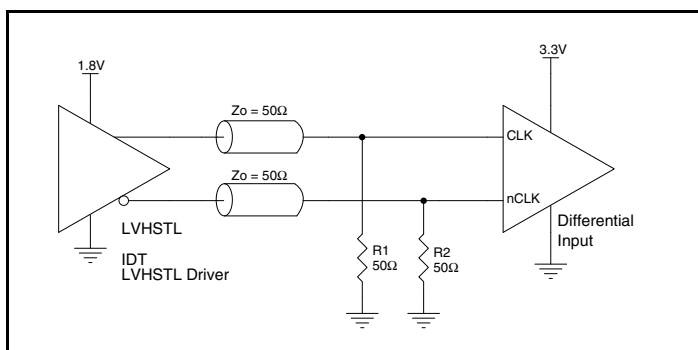 1.8V
3.3V
Zo = 50Ω
CLK
Zo = 50Ω
nCLK
LVHSTL
IDT
LVHSTL Driver
R1
50Ω
R2
50Ω
Differential
Input